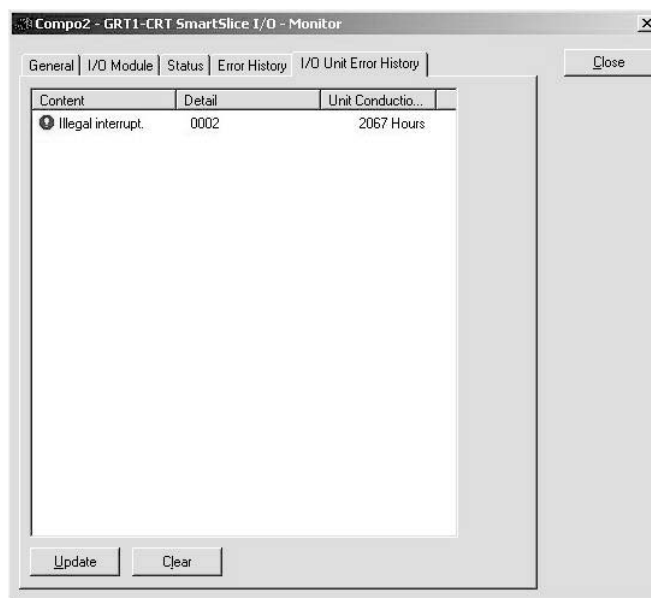 Compo2 - GRT1-CRT SmartSlice I/O - Monitor
General I/O Module Status Error History I/O Unit Error History
Close
Content Detail Unit Conductio...
Illegal interrupt. 0002 2067 Hours
Update Clear